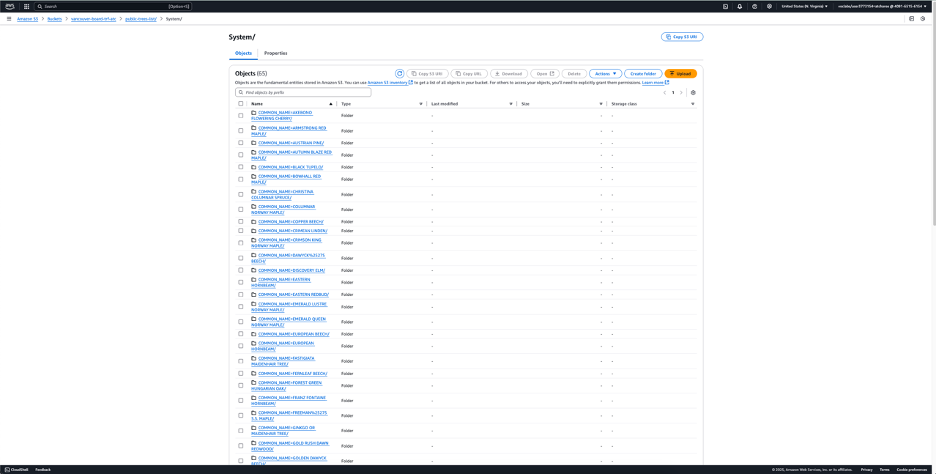 aws
Search
[Option+S]
United States (N. Virginia)
Amazon S3
Buckets
public-trees-list/
System/
System/
Copy S3 URI
Objects
Properties
Objects (65)
Copy S3 URI
Copy URL
Download
Open
Delete
Actions
Create folder
Upload
Objects are the fundamental entities stored in Amazon S3. You can use Amazon S3 inventory to get a list of all objects in your bucket. For others to access your objects, you'll need to explicitly grant them permissions. Learn more
Find objects by prefix
1
Name
Type
Last modified
Size
Storage class
COMMON_NAME=AKEBONO
FLOWERING CHERRY/
Folder
-
-
-
COMMON_NAME=ARMSTRONG RED
MAPLE/
Folder
-
-
-
COMMON_NAME=AUSTRIAN PINE/
Folder
-
-
-
COMMON_NAME=AUTUMN BLAZE RED
MAPLE/
Folder
-
-
-
COMMON_NAME=BLACK TUPELO/
Folder
-
-
-
COMMON_NAME=BOWHALL RED
MAPLE/
Folder
-
-
-
COMMON_NAME=CHRISTINA
COLUMNAR SPRUCE/
Folder
-
-
-
COMMON_NAME=COLUMNAR
NORWAY MAPLE/
Folder
-
-
-
COMMON_NAME=COPPER BEECH/
Folder
-
-
-
COMMON_NAME=CRIMEAN LINDEN/
Folder
-
-
-
COMMON_NAME=CRIMSON KING
NORWAY MAPLE/
Folder
-
-
-
COMMON_NAME=DAWYCK%2527S
BEECH/
Folder
-
-
-
COMMON_NAME=DISCOVERY ELM/
Folder
-
-
-
COMMON_NAME=EASTERN
HORNBEAM/
Folder
-
-
-
COMMON_NAME=EASTERN REDBUD/
Folder
-
-
-
COMMON_NAME=EMERALD LUSTRE
NORWAY MAPLE/
Folder
-
-
-
COMMON_NAME=EMERALD QUEEN
NORWAY MAPLE/
Folder
-
-
-
COMMON_NAME=EUROPEAN BEECH/
Folder
-
-
-
COMMON_NAME=EUROPEAN
HORNBEAM/
Folder
-
-
-
COMMON_NAME=FASTIGIATA
MAIDENHAIR TREE/
Folder
-
-
-
COMMON_NAME=FERNLEAF BEECH/
Folder
-
-
-
COMMON_NAME=FOREST GREEN
HUNGARIAN OAK/
Folder
-
-
-
COMMON_NAME=FRANZ FONTAINE
HORNBEAM/
Folder
-
-
-
COMMON_NAME=FREEMAN%2527S
MAPLE/
Folder
-
-
-
COMMON_NAME=GINKGO OR
MAIDENHAIR TREE/
Folder
-
-
-
COMMON_NAME=GOLD RUSH DAWN
REDWOOD/
Folder
-
-
-
COMMON_NAME=GOLDEN DAWYCK
BEECH/
Folder
-
-
-
CloudShell
Feedback
Amazon Web Services, Inc. or its affiliates.
Privacy
Terms
Cookie preferences